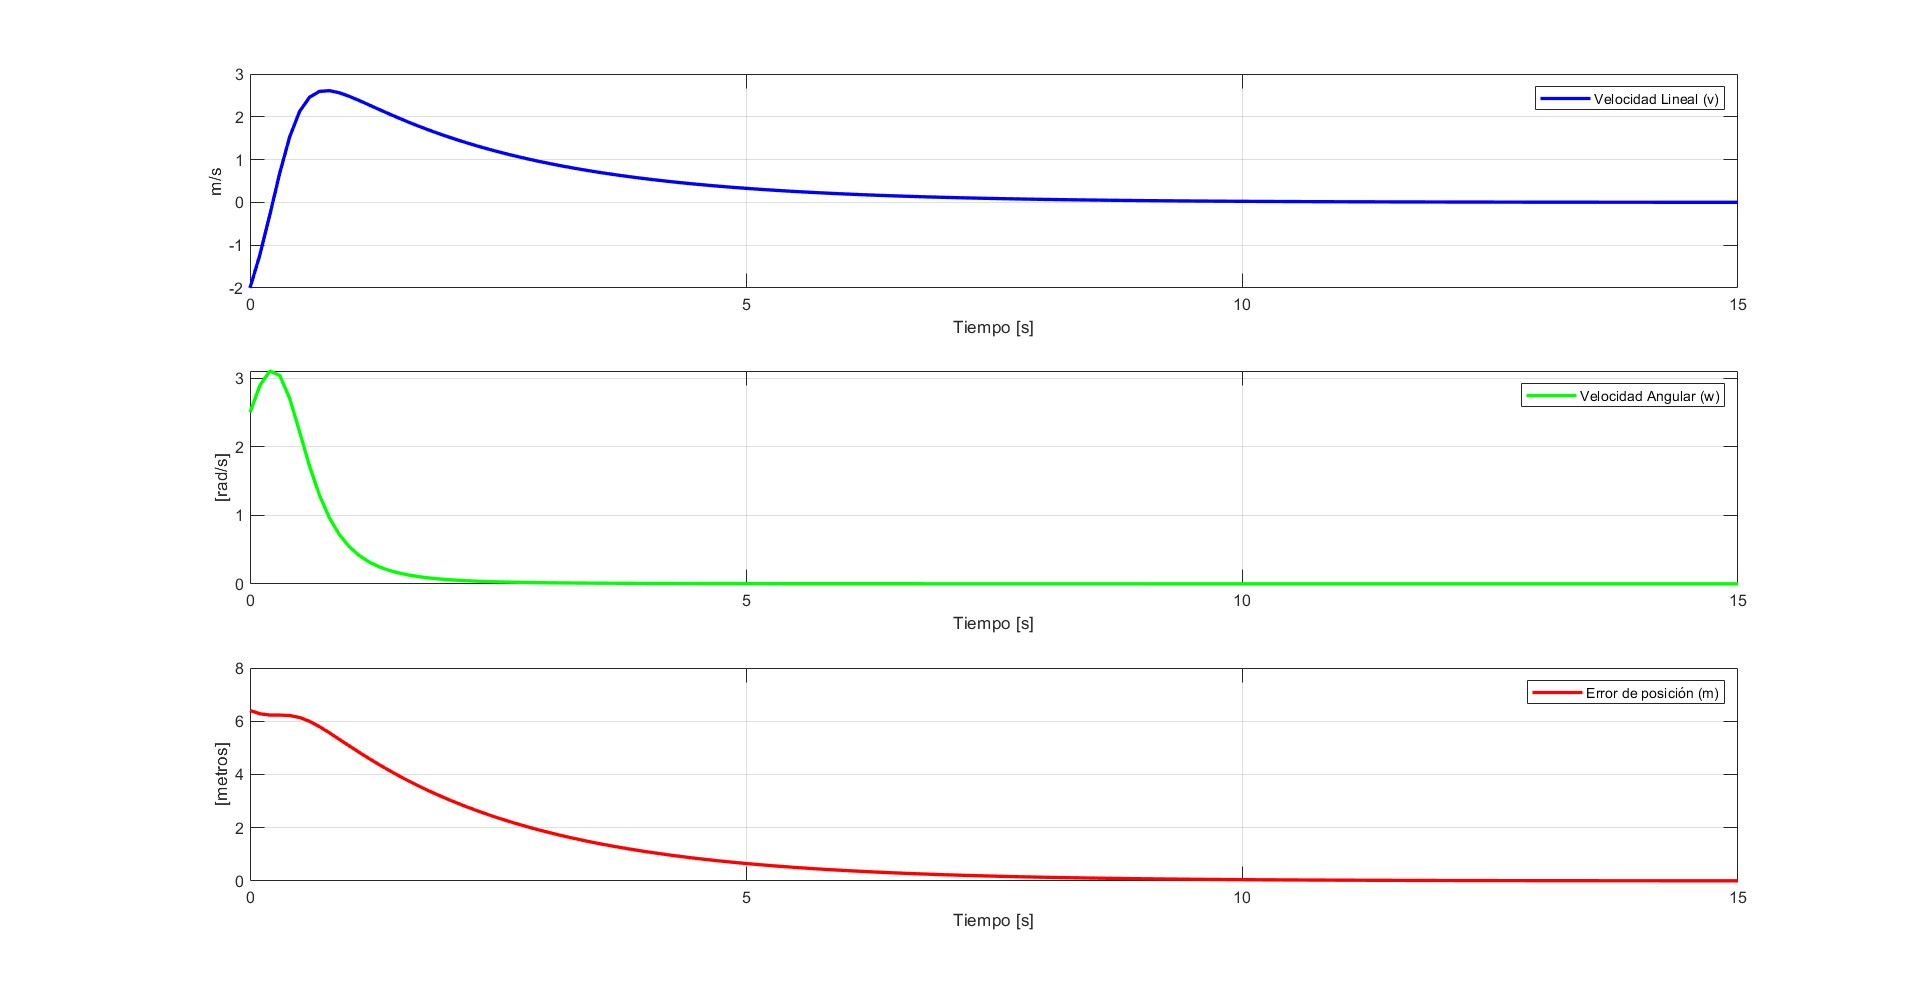 3
2
1
0
-1
-2
m/s
Velocidad Lineal (v)
0 5 10 15
Tiempo [s]
3
2
1
0
[rad/s]
Velocidad Angular (w)
0 5 10 15
Tiempo [s]
8
6
4
2
0
[metros]
Error de posición (m)
0 5 10 15
Tiempo [s]